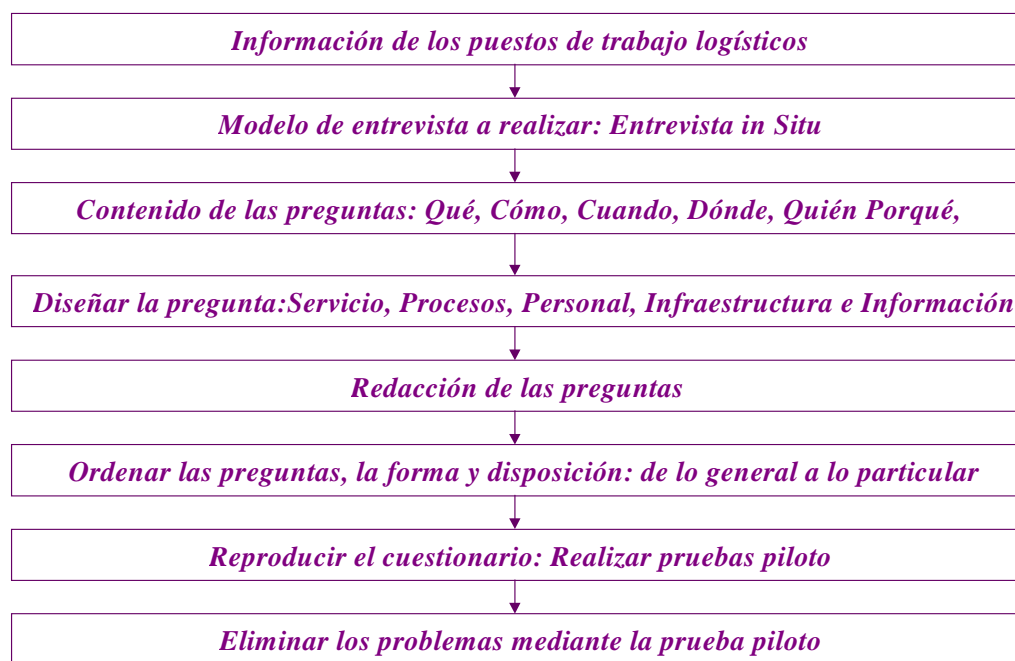 Información de los puestos de trabajo logísticos
Modelo de entrevista a realizar: Entrevista in Situ
Contenido de las preguntas: Qué, Cómo, Cuando, Dónde, Quién Porqué,
Diseñar la pregunta:Servicio, Procesos, Personal, Infraestructura e Información
Redacción de las preguntas
Ordenar las preguntas, la forma y disposición: de lo general a lo particular
Reproducir el cuestionario: Realizar pruebas piloto
Eliminar los problemas mediante la prueba piloto